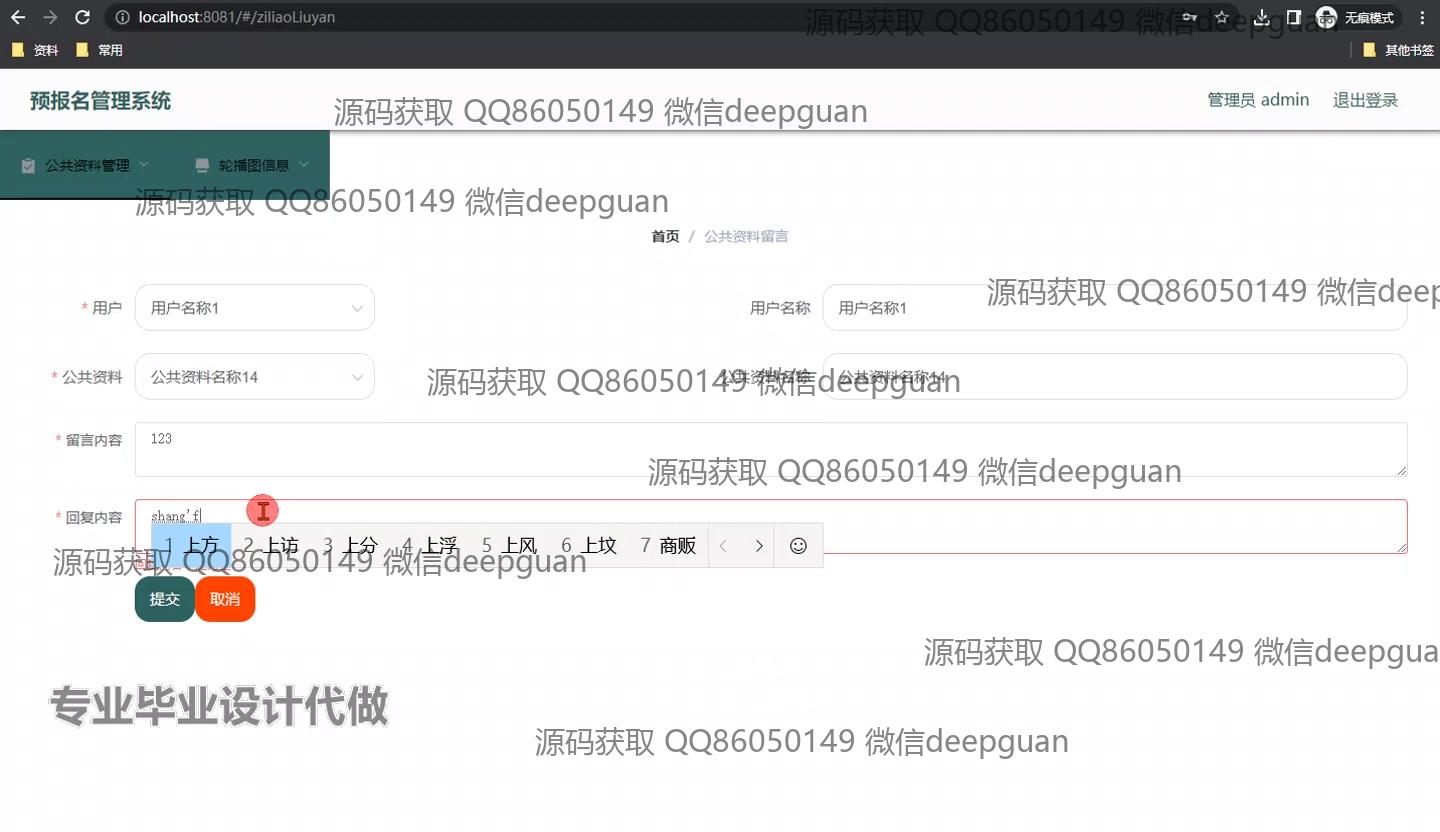 localhost:8081/#/ziliaoLiuyan
无痕模式
源码获取 QQ86050149 微信deepguan
资料
常用
其他书签
预报名管理系统
源码获取 QQ86050149 微信deepguan
管理员 admin
退出登录
公共资料管理
轮播图信息
源码获取 QQ86050149 微信deepguan
首页 / 公共资料留言
源码获取 QQ86050149 微信deep
* 用户
用户名称1
用户名称
用户名称1
* 公共资料
公共资料名称14
公共资料名称
公共资料名称14
源码获取 QQ86050149 微信deepguan
* 留言内容
123
源码获取 QQ86050149 微信deepguan
* 回复内容
shang'f
1 上方 2 上访 3 上分 4 上浮 5 上风 6 上坟 7 商贩
源码获取 QQ86050149 微信deepguan
提交
取消
源码获取 QQ86050149 微信deepgua
专业毕业设计代做
源码获取 QQ86050149 微信deepguan